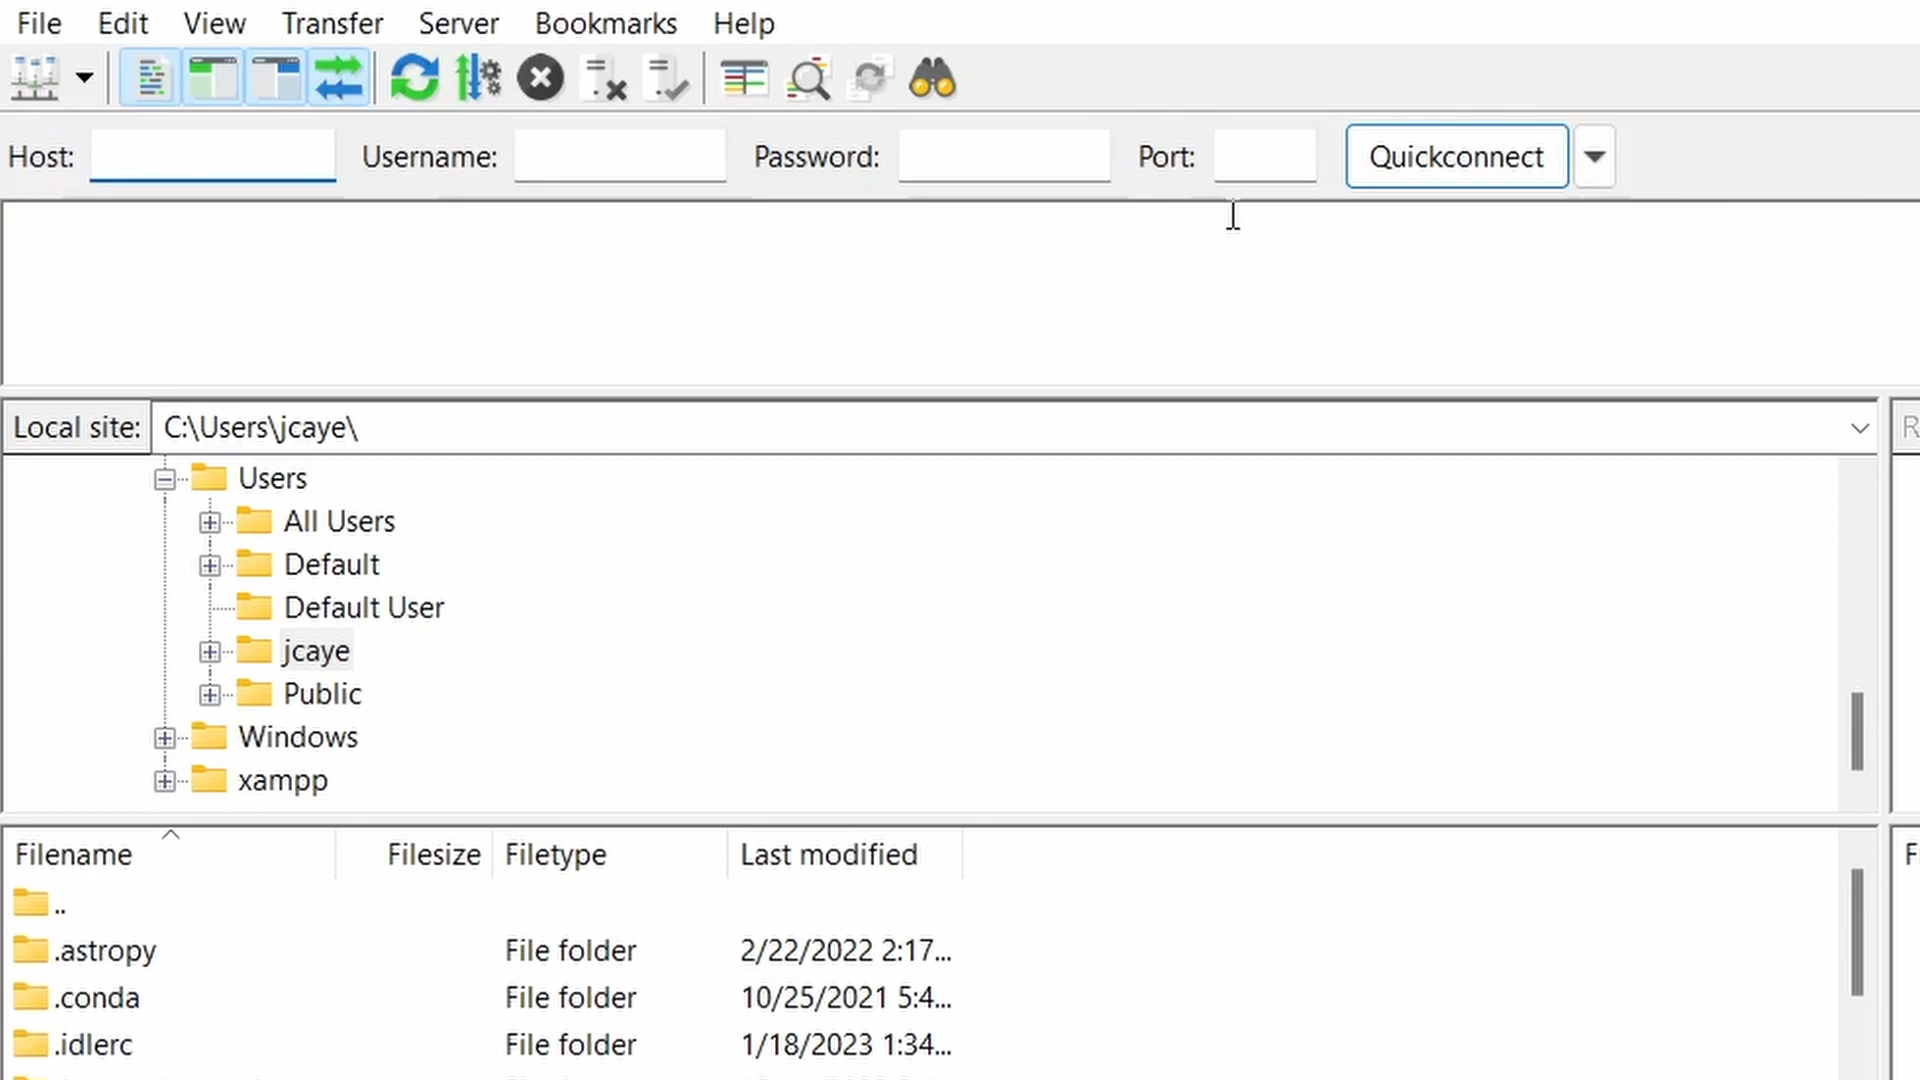 File Edit View Transfer Server Bookmarks Help
Host: Username: Password: Port: Quickconnect
Local site: C:\Users\jcaye\
Users
All Users
Default
Default User
jcaye
Public
Windows
xampp
Filename Filesize Filetype Last modified
..
.astropy File folder 2/22/2022 2:17...
.conda File folder 10/25/2021 5:4...
.idlerc File folder 1/18/2023 1:34...